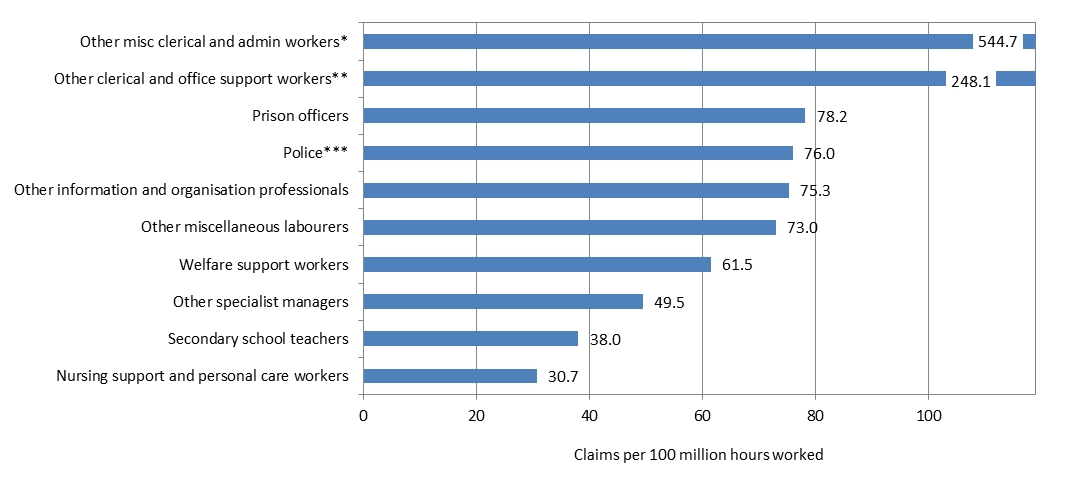 Other misc clerical and admin workers* 544.7
Other clerical and office support workers** 248.1
Prison officers 78.2
Police*** 76.0
Other information and organisation professionals 75.3
Other miscellaneous labourers 73.0
Welfare support workers 61.5
Other specialist managers 49.5
Secondary school teachers 38.0
Nursing support and personal care workers 30.7
0 20 40 60 80 100
Claims per 100 million hours worked